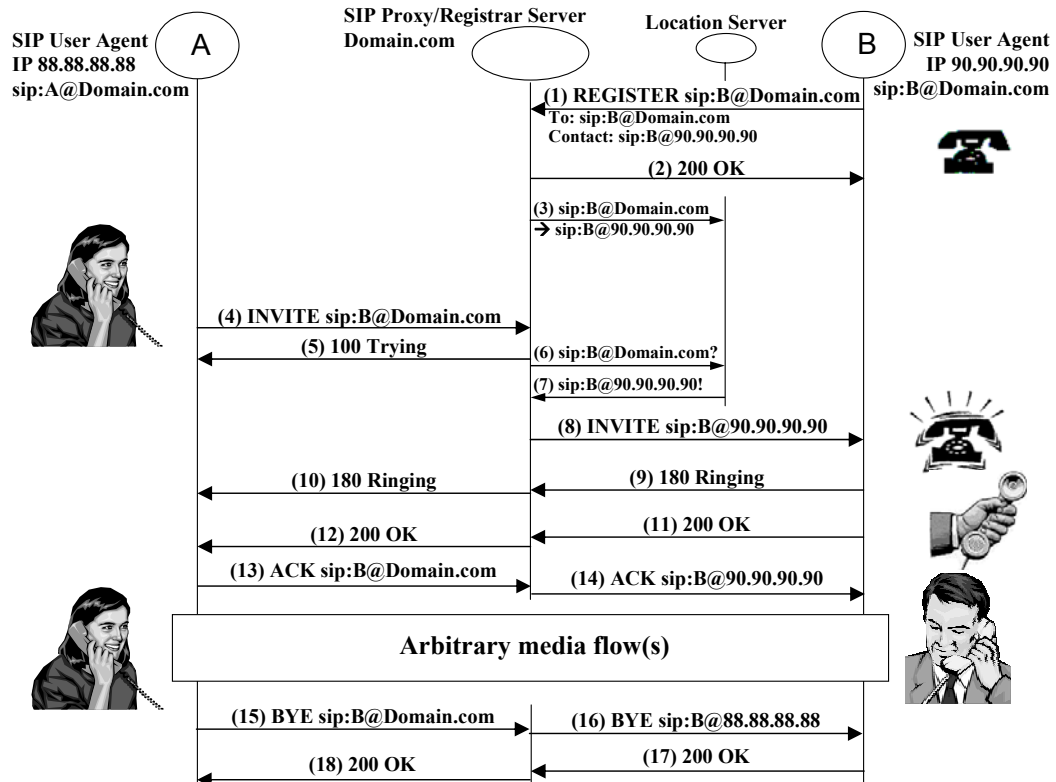 SIP Proxy/Registrar Server
Domain.com
Location Server
SIP User Agent
IP 88.88.88.88
sip:A@Domain.com
A
B
SIP User Agent
IP 90.90.90.90
sip:B@Domain.com
(1) REGISTER sip:B@Domain.com
To: sip:B@Domain.com
Contact: sip:B@90.90.90.90
(2) 200 OK
(3) sip:B@Domain.com
➔ sip:B@90.90.90.90
(4) INVITE sip:B@Domain.com
(5) 100 Trying
(6) sip:B@Domain.com?
(7) sip:B@90.90.90.90!
(8) INVITE sip:B@90.90.90.90
(9) 180 Ringing
(10) 180 Ringing
(11) 200 OK
(12) 200 OK
(13) ACK sip:B@Domain.com
(14) ACK sip:B@90.90.90.90
Arbitrary media flow(s)
(15) BYE sip:B@Domain.com
(16) BYE sip:B@88.88.88.88
(17) 200 OK
(18) 200 OK